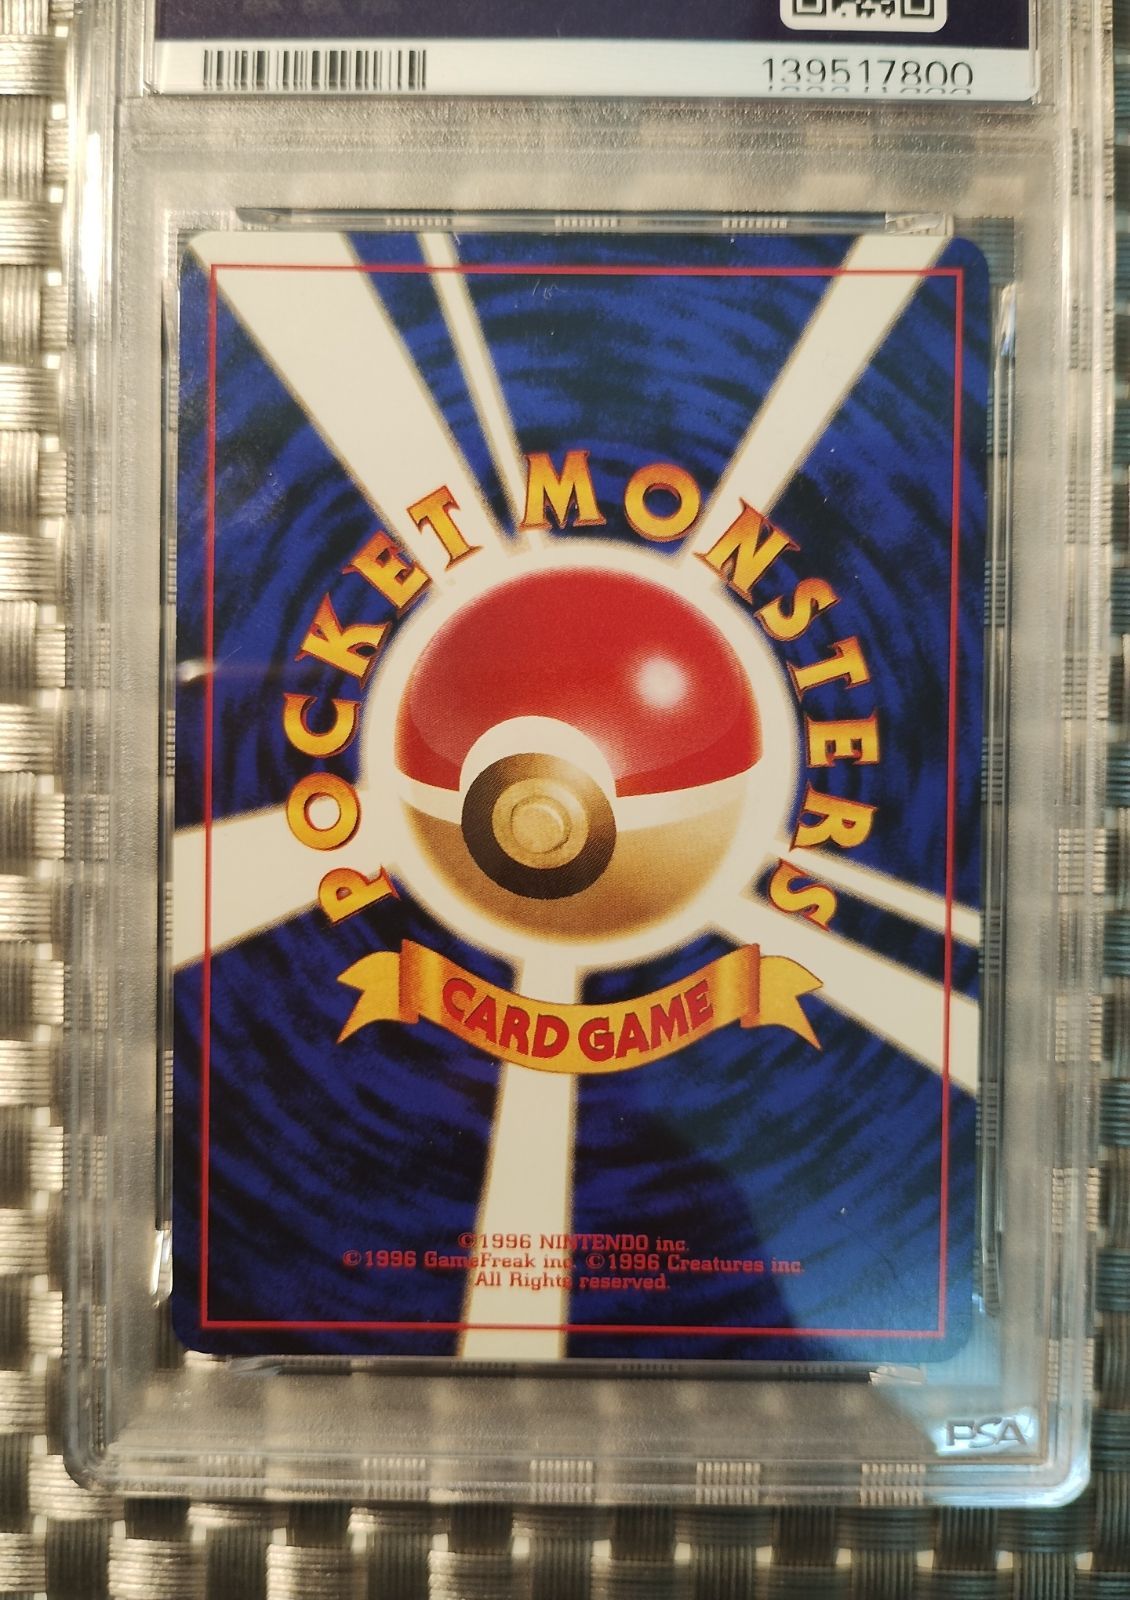 139517800
POCKET MONSTERS
CARD GAME
©1996 NINTENDO inc.
©1996 GameFreak inc. ©1996 Creatures inc.
All Rights reserved.
PSA